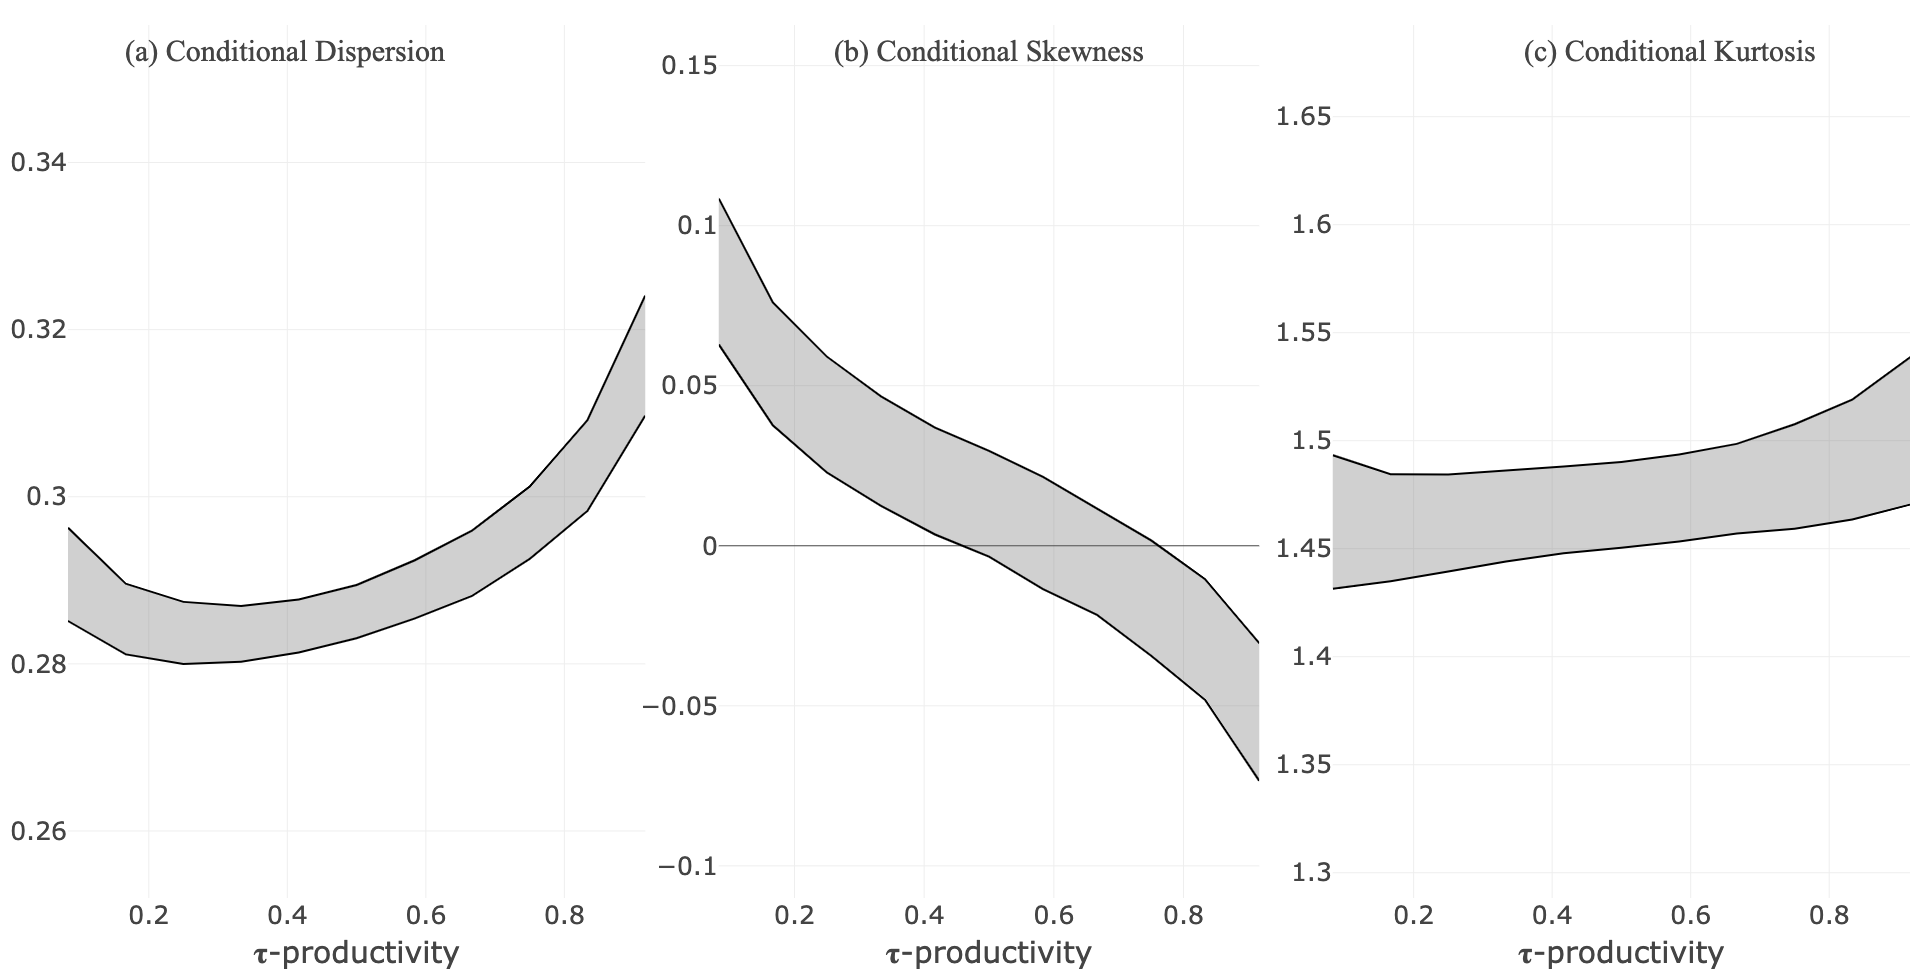 (a) Conditional Dispersion
0.34
0.32
0.3
0.28
0.26
0.2 0.4 0.6 0.8
τ-productivity
(b) Conditional Skewness
0.15
0.1
0.05
0
−0.05
−0.1
0.2 0.4 0.6 0.8
τ-productivity
(c) Conditional Kurtosis
1.65
1.6
1.55
1.5
1.45
1.4
1.35
1.3
0.2 0.4 0.6 0.8
τ-productivity